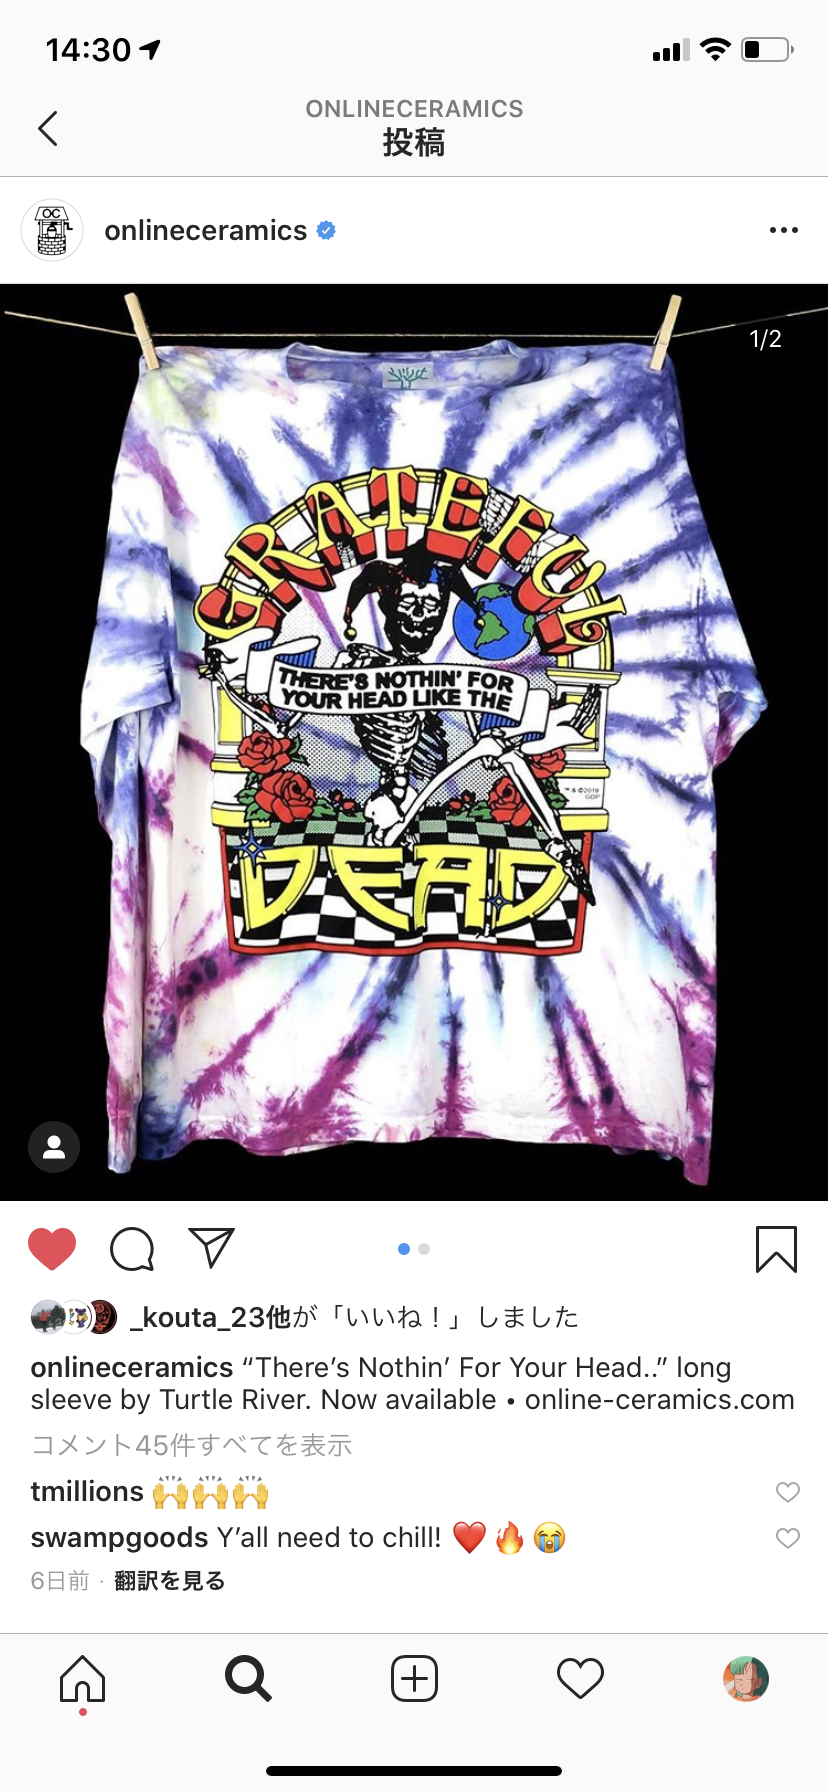 14:30
ONLINECERAMICS
投稿
OC
onlineceramics
1/2
GRATEFUL
THERE'S NOTHIN' FOR
YOUR HEAD LIKE THE
™ & ©2019
GDP
DEAD
_kouta_23他が「いいね！」しました
onlineceramics “There’s Nothin’ For Your Head..” long
sleeve by Turtle River. Now available • online-ceramics.com
コメント45件すべてを表示
tmillions 🙌🙌🙌
swampgoods Y’all need to chill! ❤️ 🔥 😭
6日前 · 翻訳を見る